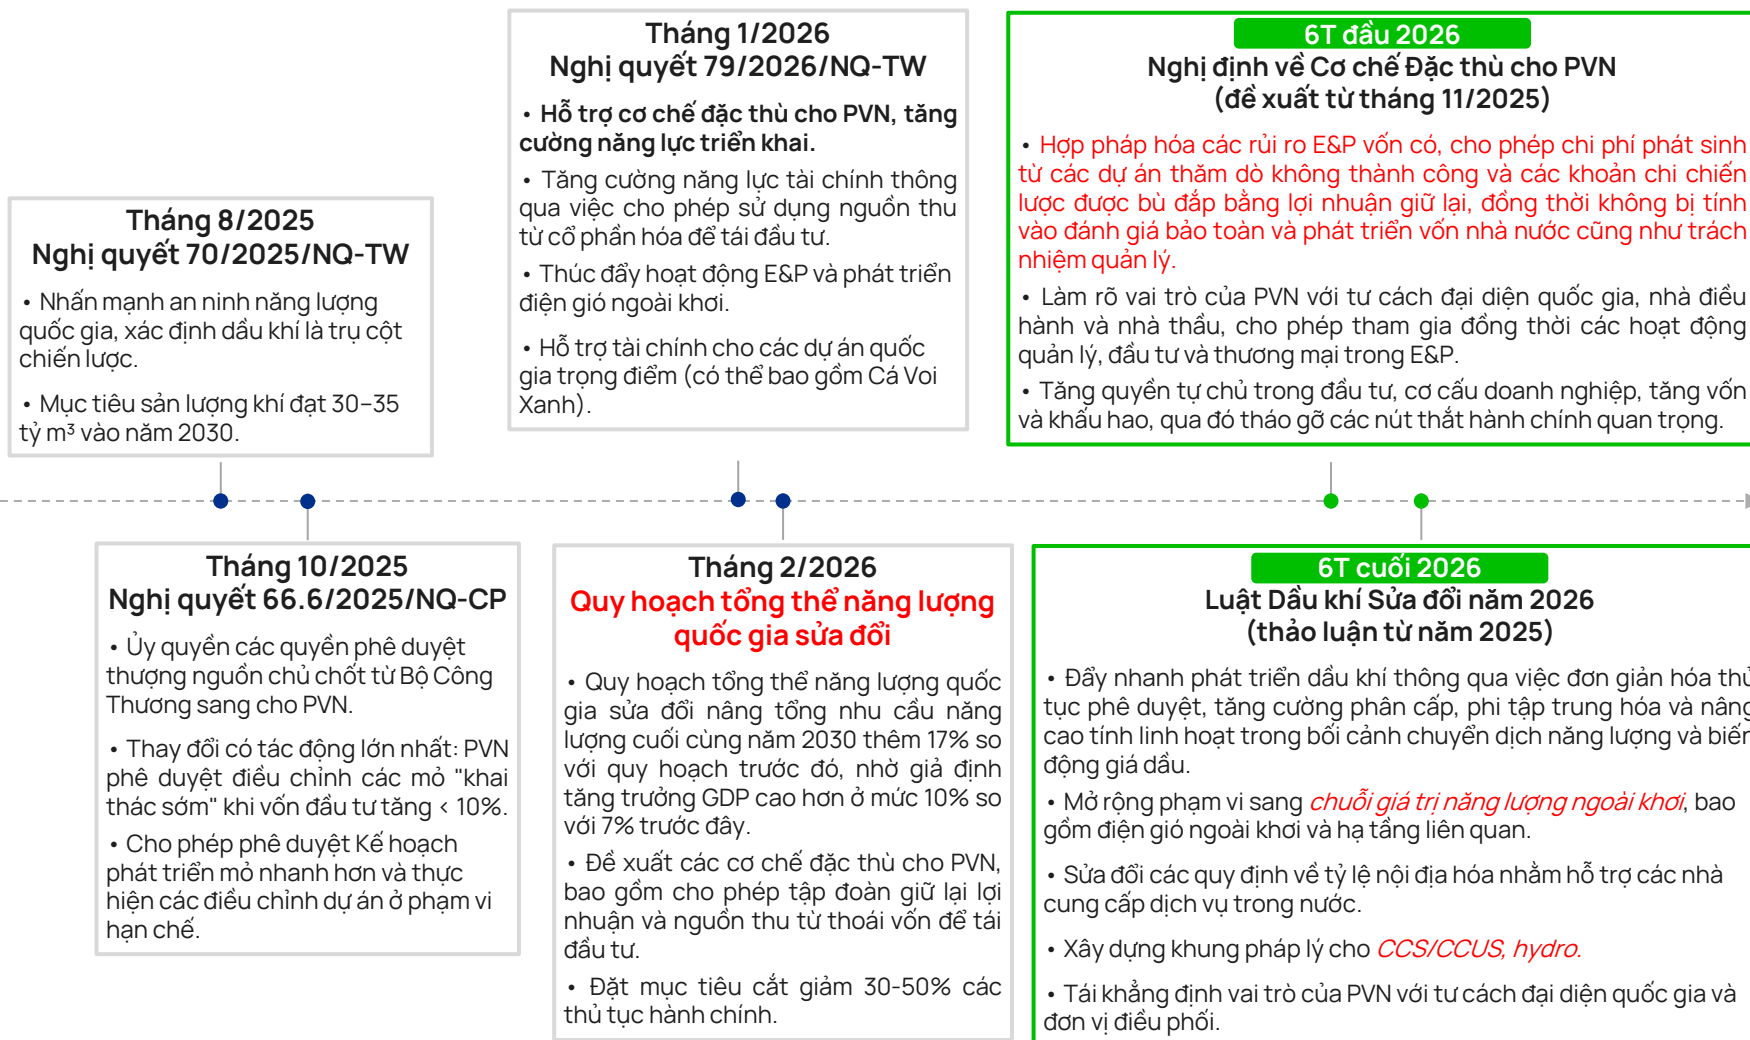 Tháng 8/2025
Nghị quyết 70/2025/NQ-TW
• Nhấn mạnh an ninh năng lượng
quốc gia, xác định dầu khí là trụ cột
chiến lược.
• Mục tiêu sản lượng khí đạt 30–35
tỷ m³ vào năm 2030.
Tháng 10/2025
Nghị quyết 66.6/2025/NQ-CP
• Ủy quyền các quyền phê duyệt
thượng nguồn chủ chốt từ Bộ Công
Thương sang cho PVN.
• Thay đổi có tác động lớn nhất: PVN
phê duyệt điều chỉnh các mỏ "khai
thác sớm" khi vốn đầu tư tăng < 10%.
• Cho phép phê duyệt Kế hoạch
phát triển mỏ nhanh hơn và thực
hiện các điều chỉnh dự án ở phạm vi
hạn chế.
Tháng 1/2026
Nghị quyết 79/2026/NQ-TW
• Hỗ trợ cơ chế đặc thù cho PVN, tăng
cường năng lực triển khai.
• Tăng cường năng lực tài chính thông
qua việc cho phép sử dụng nguồn thu
từ cổ phần hóa để tái đầu tư.
• Thúc đẩy hoạt động E&P và phát triển
điện gió ngoài khơi.
• Hỗ trợ tài chính cho các dự án quốc
gia trọng điểm (có thể bao gồm Cá Voi
Xanh).
Tháng 2/2026
Quy hoạch tổng thể năng lượng
quốc gia sửa đổi
• Quy hoạch tổng thể năng lượng quốc
gia sửa đổi nâng tổng nhu cầu năng
lượng cuối cùng năm 2030 thêm 17% so
với quy hoạch trước đó, nhờ giả định
tăng trưởng GDP cao hơn ở mức 10% so
với 7% trước đây.
• Đề xuất các cơ chế đặc thù cho PVN,
bao gồm cho phép tập đoàn giữ lại lợi
nhuận và nguồn thu từ thoái vốn để tái
đầu tư.
• Đặt mục tiêu cắt giảm 30-50% các
thủ tục hành chính.
6T đầu 2026
Nghị định về Cơ chế Đặc thù cho PVN
(đề xuất từ tháng 11/2025)
• Hợp pháp hóa các rủi ro E&P vốn có, cho phép chi phí phát sinh
từ các dự án thăm dò không thành công và các khoản chi chiến
lược được bù đắp bằng lợi nhuận giữ lại, đồng thời không bị tính
vào đánh giá bảo toàn và phát triển vốn nhà nước cũng như trách
nhiệm quản lý.
• Làm rõ vai trò của PVN với tư cách đại diện quốc gia, nhà điều
hành và nhà thầu, cho phép tham gia đồng thời các hoạt động
quản lý, đầu tư và thương mại trong E&P.
• Tăng quyền tự chủ trong đầu tư, cơ cấu doanh nghiệp, tăng vốn
và khấu hao, qua đó tháo gỡ các nút thắt hành chính quan trọng.
6T cuối 2026
Luật Dầu khí Sửa đổi năm 2026
(thảo luận từ năm 2025)
• Đẩy nhanh phát triển dầu khí thông qua việc đơn giản hóa thủ
tục phê duyệt, tăng cường phân cấp, phi tập trung hóa và nâng
cao tính linh hoạt trong bối cảnh chuyển dịch năng lượng và biến
động giá dầu.
• Mở rộng phạm vi sang chuỗi giá trị năng lượng ngoài khơi, bao
gồm điện gió ngoài khơi và hạ tầng liên quan.
• Sửa đổi các quy định về tỷ lệ nội địa hóa nhằm hỗ trợ các nhà
cung cấp dịch vụ trong nước.
• Xây dựng khung pháp lý cho CCS/CCUS, hydro.
• Tái khẳng định vai trò của PVN với tư cách đại diện quốc gia và
đơn vị điều phối.